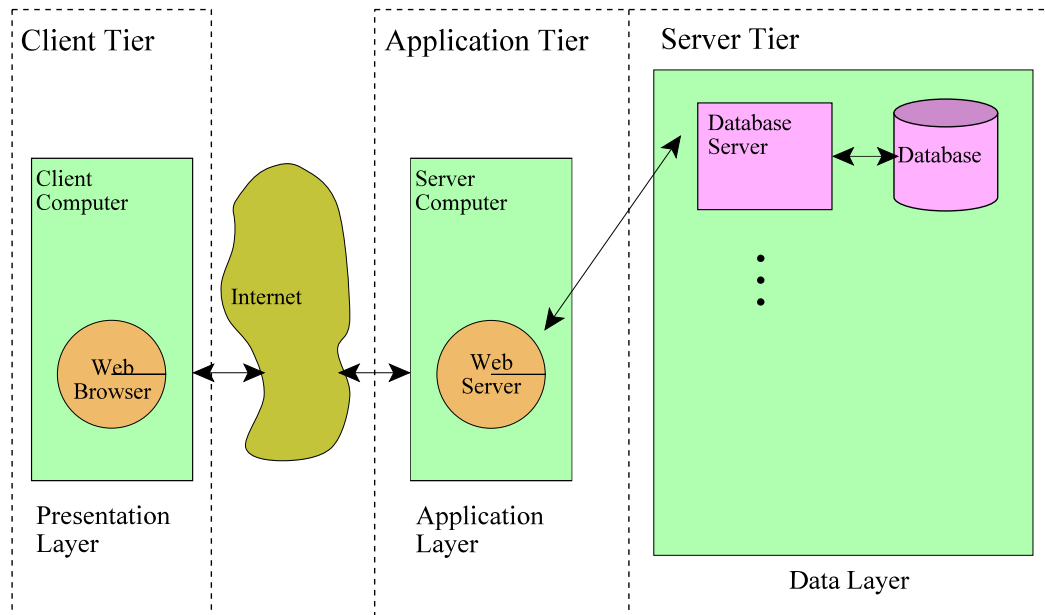 Client Tier
Application Tier
Server Tier
Client
Computer
Web
Browser
Presentation
Layer
Internet
Server
Computer
Web
Server
Application
Layer
Database
Server
Database
Data Layer